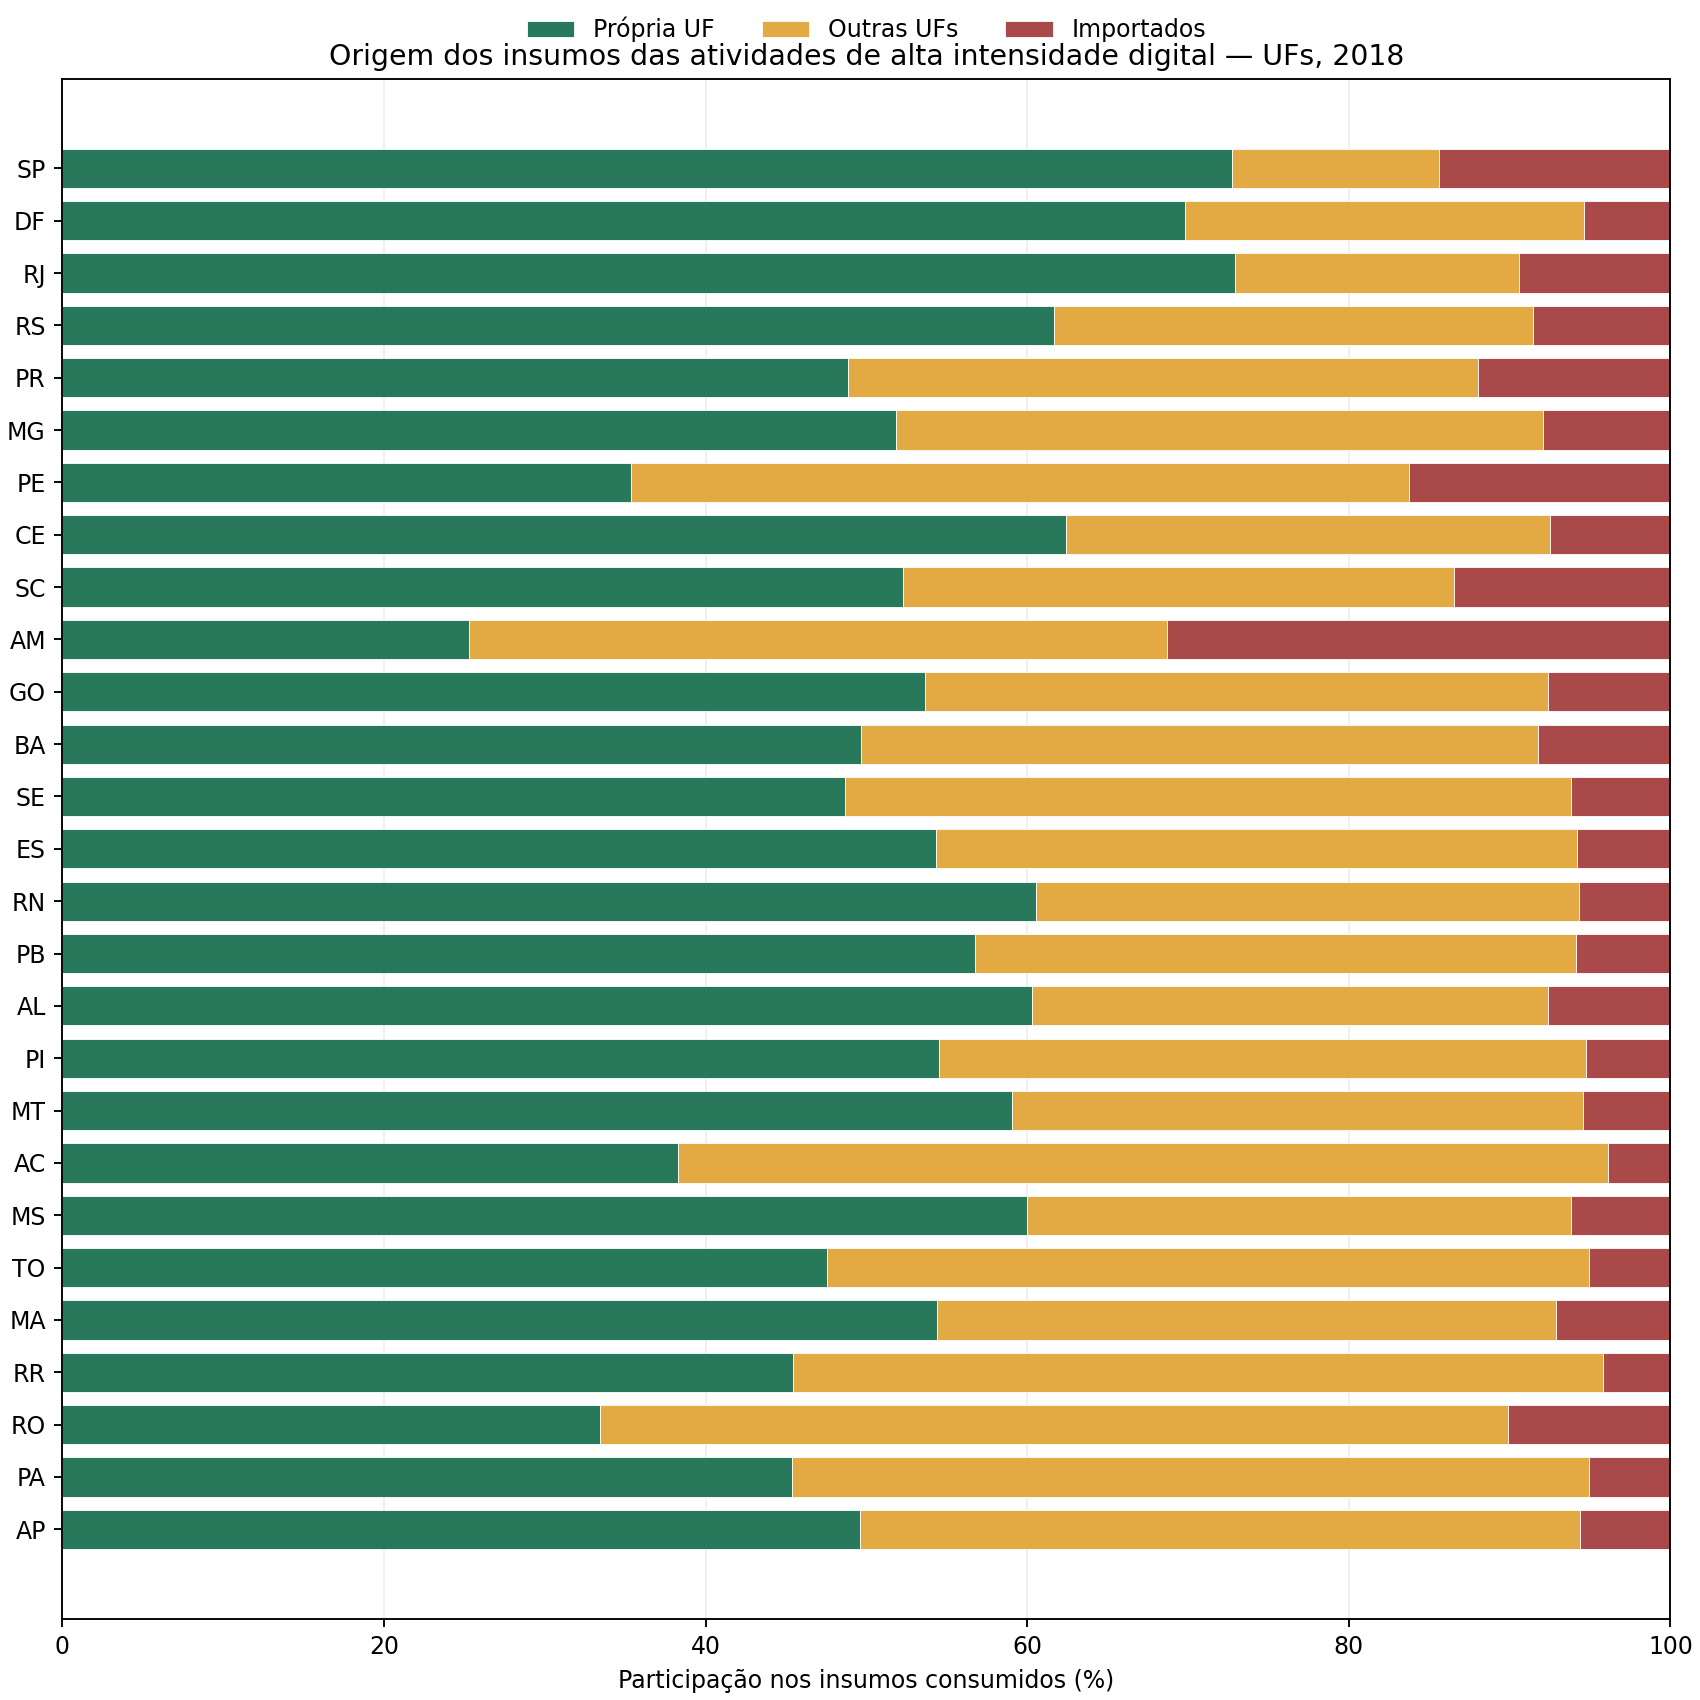 Própria UF Outras UFs Importados
Origem dos insumos das atividades de alta intensidade digital — UFs, 2018
SP
DF
RJ
RS
PR
MG
PE
CE
SC
AM
GO
BA
SE
ES
RN
PB
AL
PI
MT
AC
MS
TO
MA
RR
RO
PA
AP
0 20 40 60 80 100
Participação nos insumos consumidos (%)